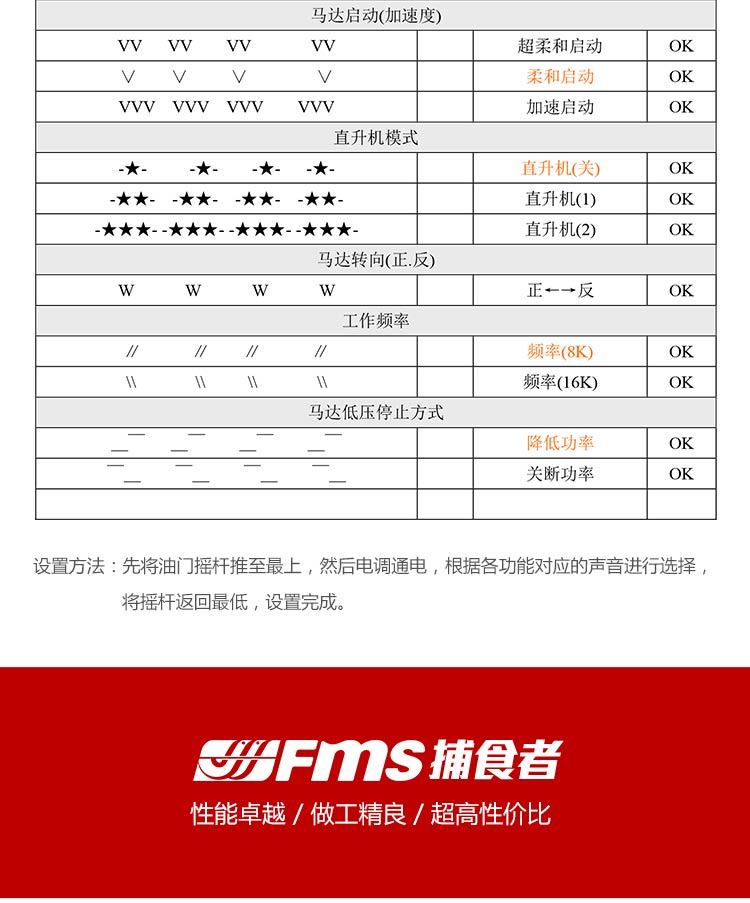 马达启动(加速度)
VV VV VV VV 超柔和启动 OK
∨ ∨ ∨ ∨ 柔和启动 OK
VVV VVV VVV VVV 加速启动 OK
直升机模式
-★- -★- -★- -★- 直升机(关) OK
-★★- -★★- -★★- -★★- 直升机(1) OK
-★★★- -★★★- -★★★- -★★★- 直升机(2) OK
马达转向(正.反)
W W W W 正←→反 OK
工作频率
// // // // 频率(8K) OK
\\ \\ \\ \\ 频率(16K) OK
马达低压停止方式
_¯ _¯ _¯ _¯ 降低功率 OK
¯_ ¯_ ¯_ ¯_ 关断功率 OK
设置方法：先将油门摇杆推至最上，然后电调通电，根据各功能对应的声音进行选择，
将摇杆返回最低，设置完成。
Fms 捕食者
性能卓越 / 做工精良 / 超高性价比